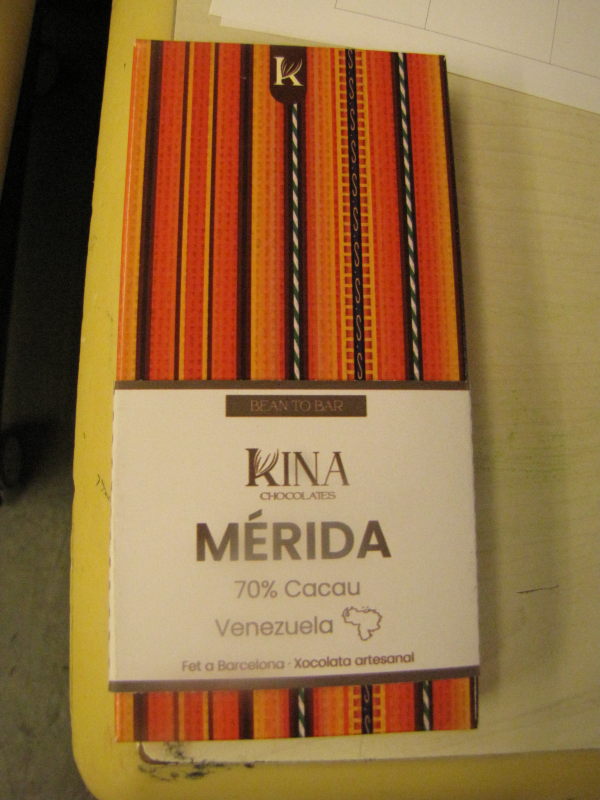 K
BEAN TO BAR
KINA
CHOCOLATES
MÉRIDA
70% Cacau
Venezuela
Fet a Barcelona · Xocolata artesanal